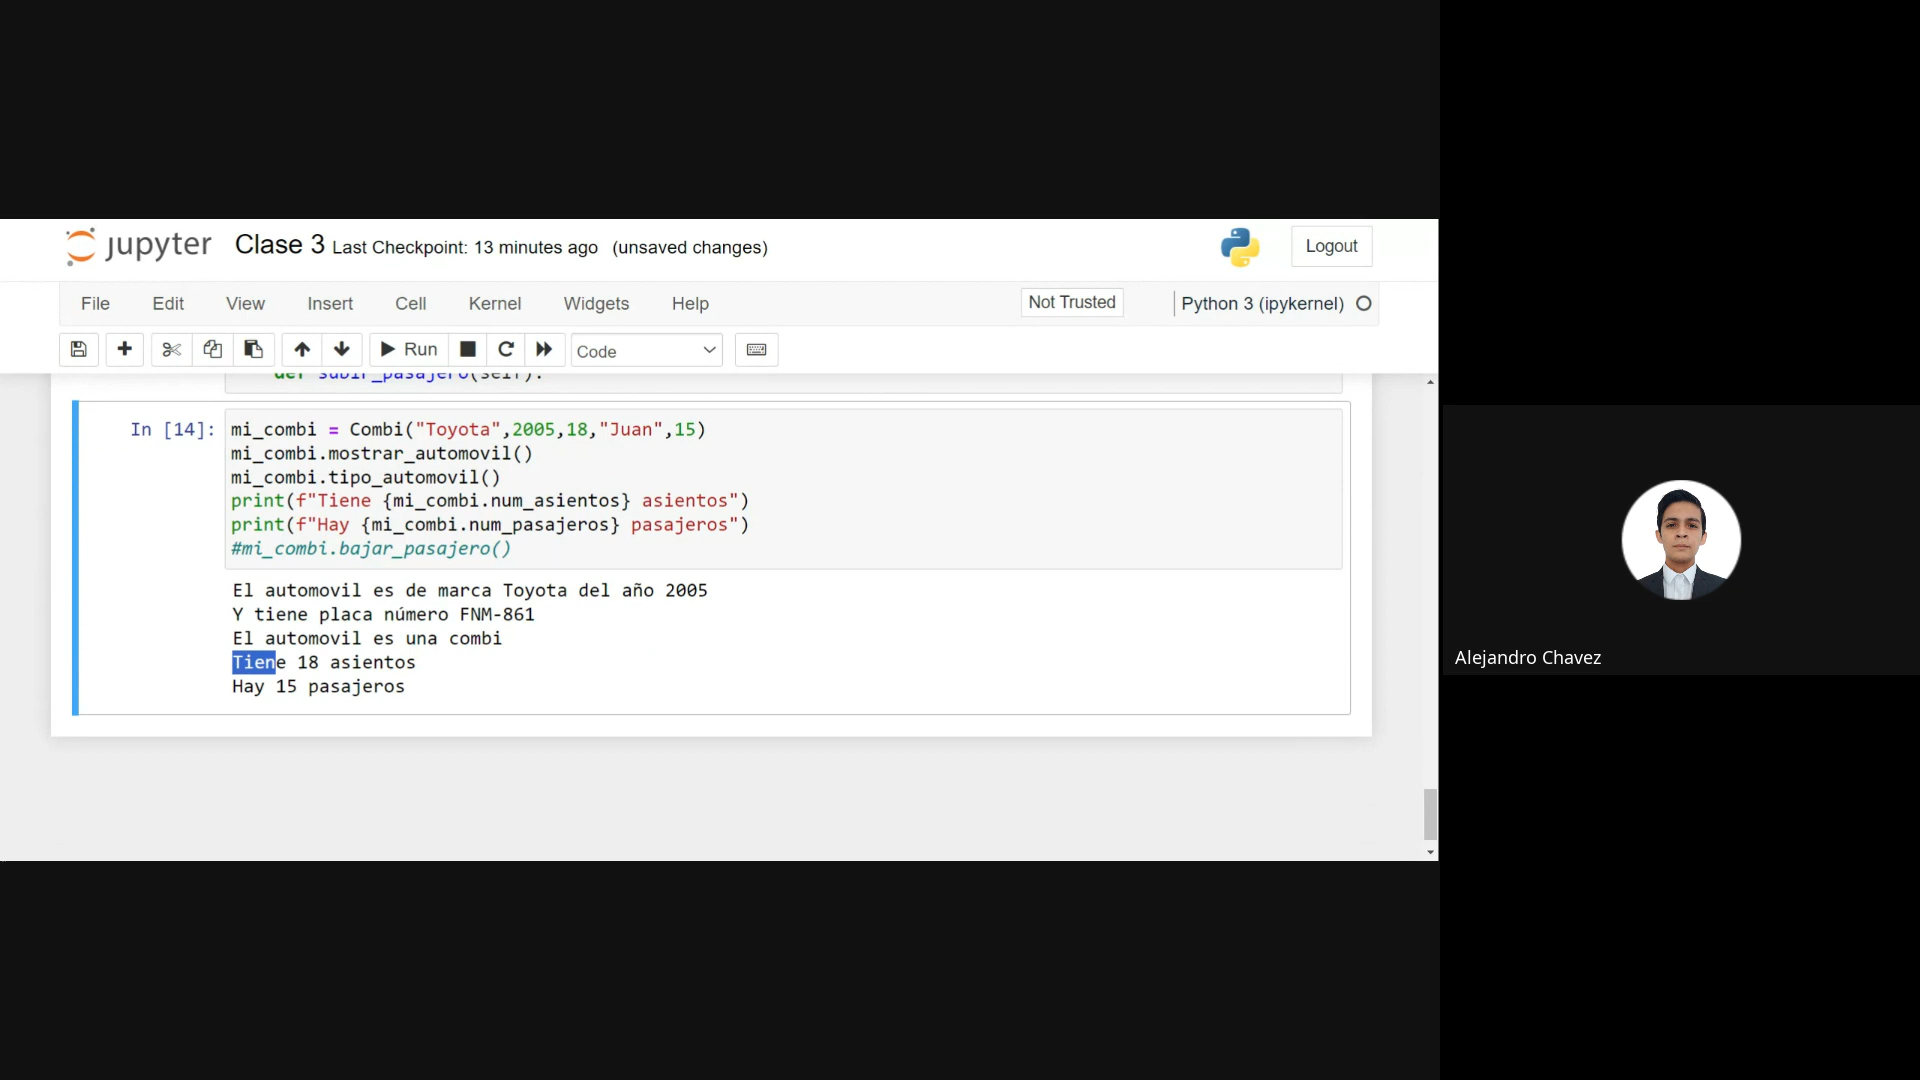 jupyter Clase 3 Last Checkpoint: 13 minutes ago (unsaved changes)
Logout
File Edit View Insert Cell Kernel Widgets Help
Not Trusted
Python 3 (ipykernel)
Run
Code
def subir_pasajero(self):
In [14]:
mi_combi = Combi("Toyota",2005,18,"Juan",15)
mi_combi.mostrar_automovil()
mi_combi.tipo_automovil()
print(f"Tiene {mi_combi.num_asientos} asientos")
print(f"Hay {mi_combi.num_pasajeros} pasajeros")
#mi_combi.bajar_pasajero()
El automovil es de marca Toyota del año 2005
Y tiene placa número FNM-861
El automovil es una combi
Tiene 18 asientos
Hay 15 pasajeros
Alejandro Chavez